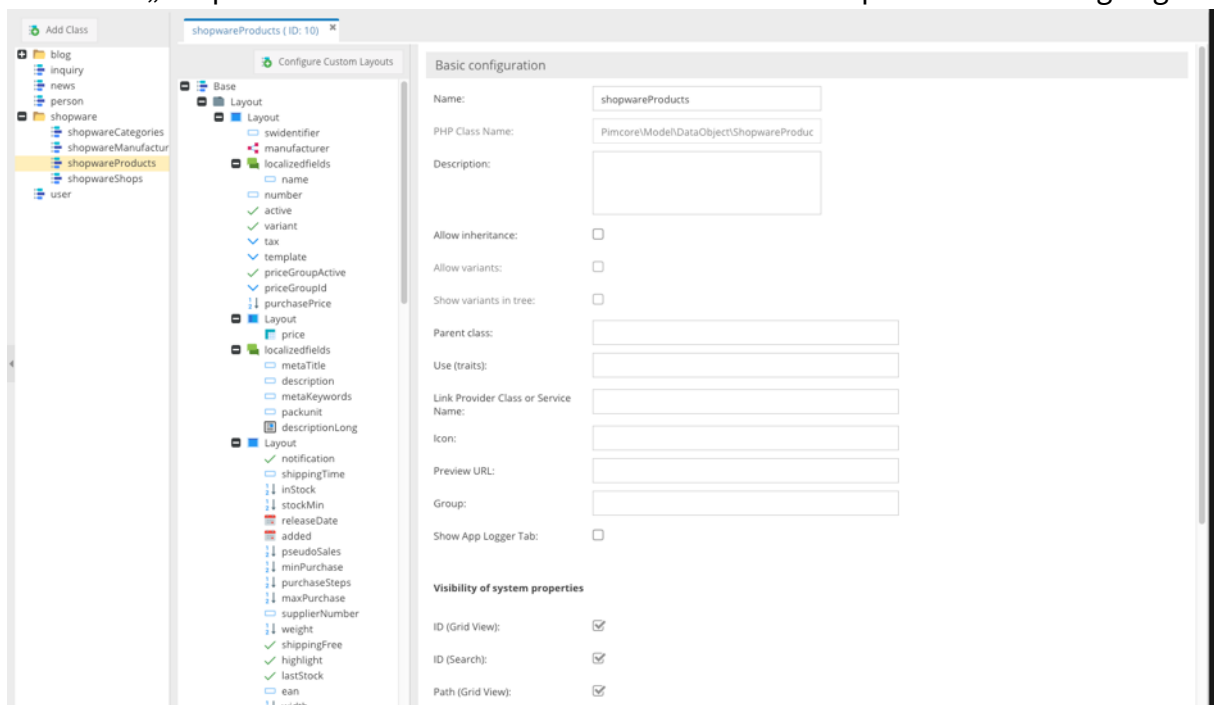 Add Class
blog
inquiry
news
person
shopware
shopwareCategories
shopwareManufactur
shopwareProducts
shopwareShops
user
shopwareProducts ( ID: 10)
Configure Custom Layouts
Base
Layout
Layout
swidentifier
manufacturer
localizedfields
name
number
active
variant
tax
template
priceGroupActive
priceGroupId
purchasePrice
Layout
price
localizedfields
metaTitle
description
metaKeywords
packunit
descriptionLong
Layout
notification
shippingTime
inStock
stockMin
releaseDate
added
pseudoSales
minPurchase
purchaseSteps
maxPurchase
supplierNumber
weight
shippingFree
highlight
lastStock
ean
Basic configuration
Name: shopwareProducts
PHP Class Name: Pimcore\Model\DataObject\ShopwareProduc
Description:
Allow inheritance:
Allow variants:
Show variants in tree:
Parent class:
Use (traits):
Link Provider Class or Service
Name:
Icon:
Preview URL:
Group:
Show App Logger Tab:
Visibility of system properties
ID (Grid View):
ID (Search):
Path (Grid View):